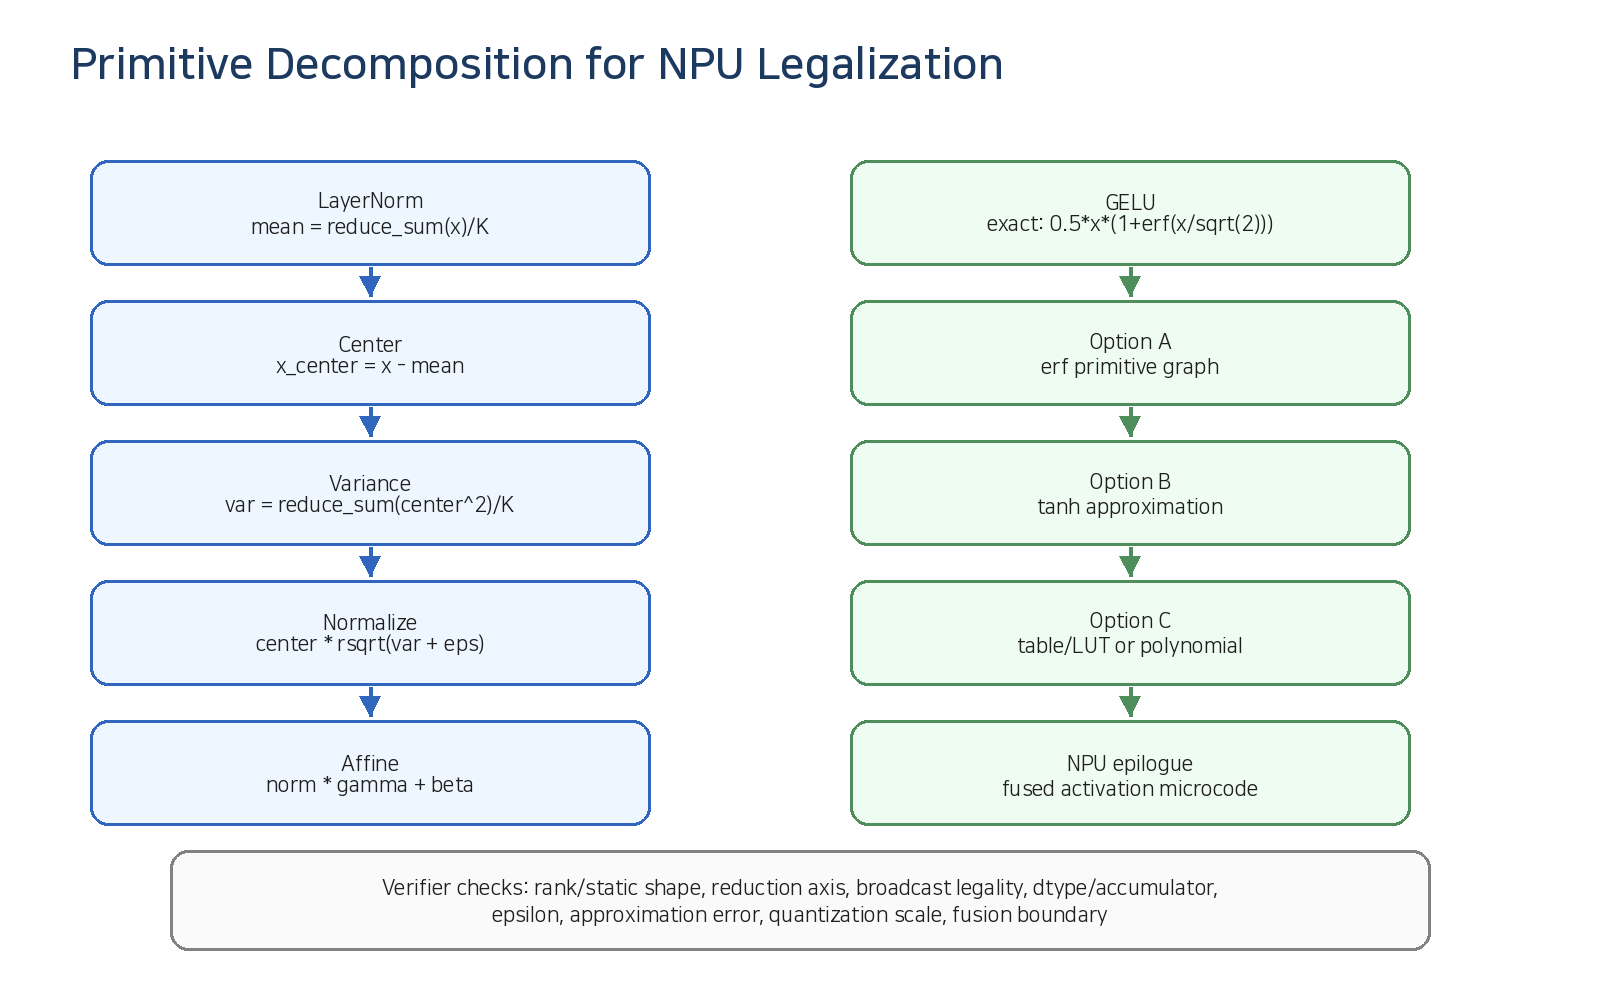 Primitive Decomposition for NPU Legalization
LayerNorm
mean = reduce_sum(x)/K
Center
x_center = x - mean
Variance
var = reduce_sum(center^2)/K
Normalize
center * rsqrt(var + eps)
Affine
norm * gamma + beta
GELU
exact: 0.5*x*(1+erf(x/sqrt(2)))
Option A
erf primitive graph
Option B
tanh approximation
Option C
table/LUT or polynomial
NPU epilogue
fused activation microcode
Verifier checks: rank/static shape, reduction axis, broadcast legality, dtype/accumulator,
epsilon, approximation error, quantization scale, fusion boundary